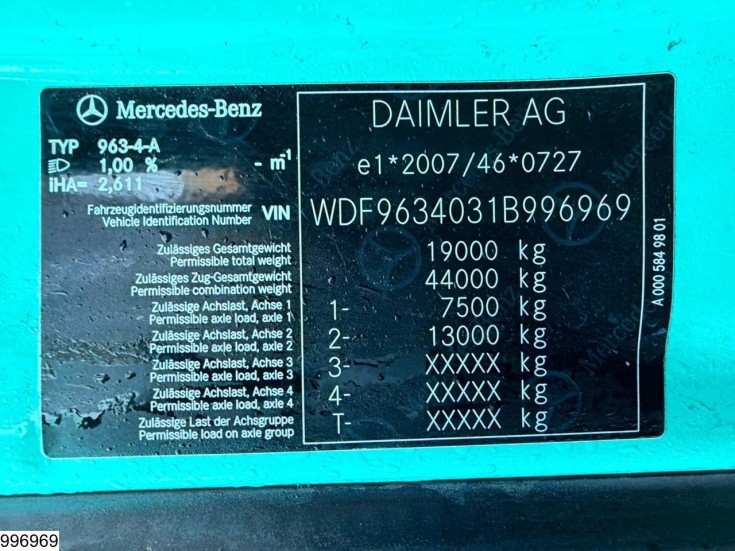 Mercedes-Benz
DAIMLER AG
TYP 963-4-A
1,00 % - m-1
iHA= 2,611
e1*2007/46*0727
Fahrzeugidentifizierungsnummer
Vehicle Identification Number VIN
WDF9634031B996969
Zulässiges Gesamtgewicht
Permissible total weight
19000 kg
Zulässiges Zug-Gesamtgewicht
Permissible combination weight
44000 kg
Zulässige Achslast, Achse 1
Permissible axle load, axle 1
1- 7500 kg
Zulässige Achslast, Achse 2
Permissible axle load, axle 2
2- 13000 kg
Zulässige Achslast, Achse 3
Permissible axle load, axle 3
3- XXXXX kg
Zulässige Achslast, Achse 4
Permissible axle load, axle 4
4- XXXXX kg
Zulässige Last der Achsgruppe
Permissible load on axle group
T- XXXXX kg
A 000 584 98 01
996969